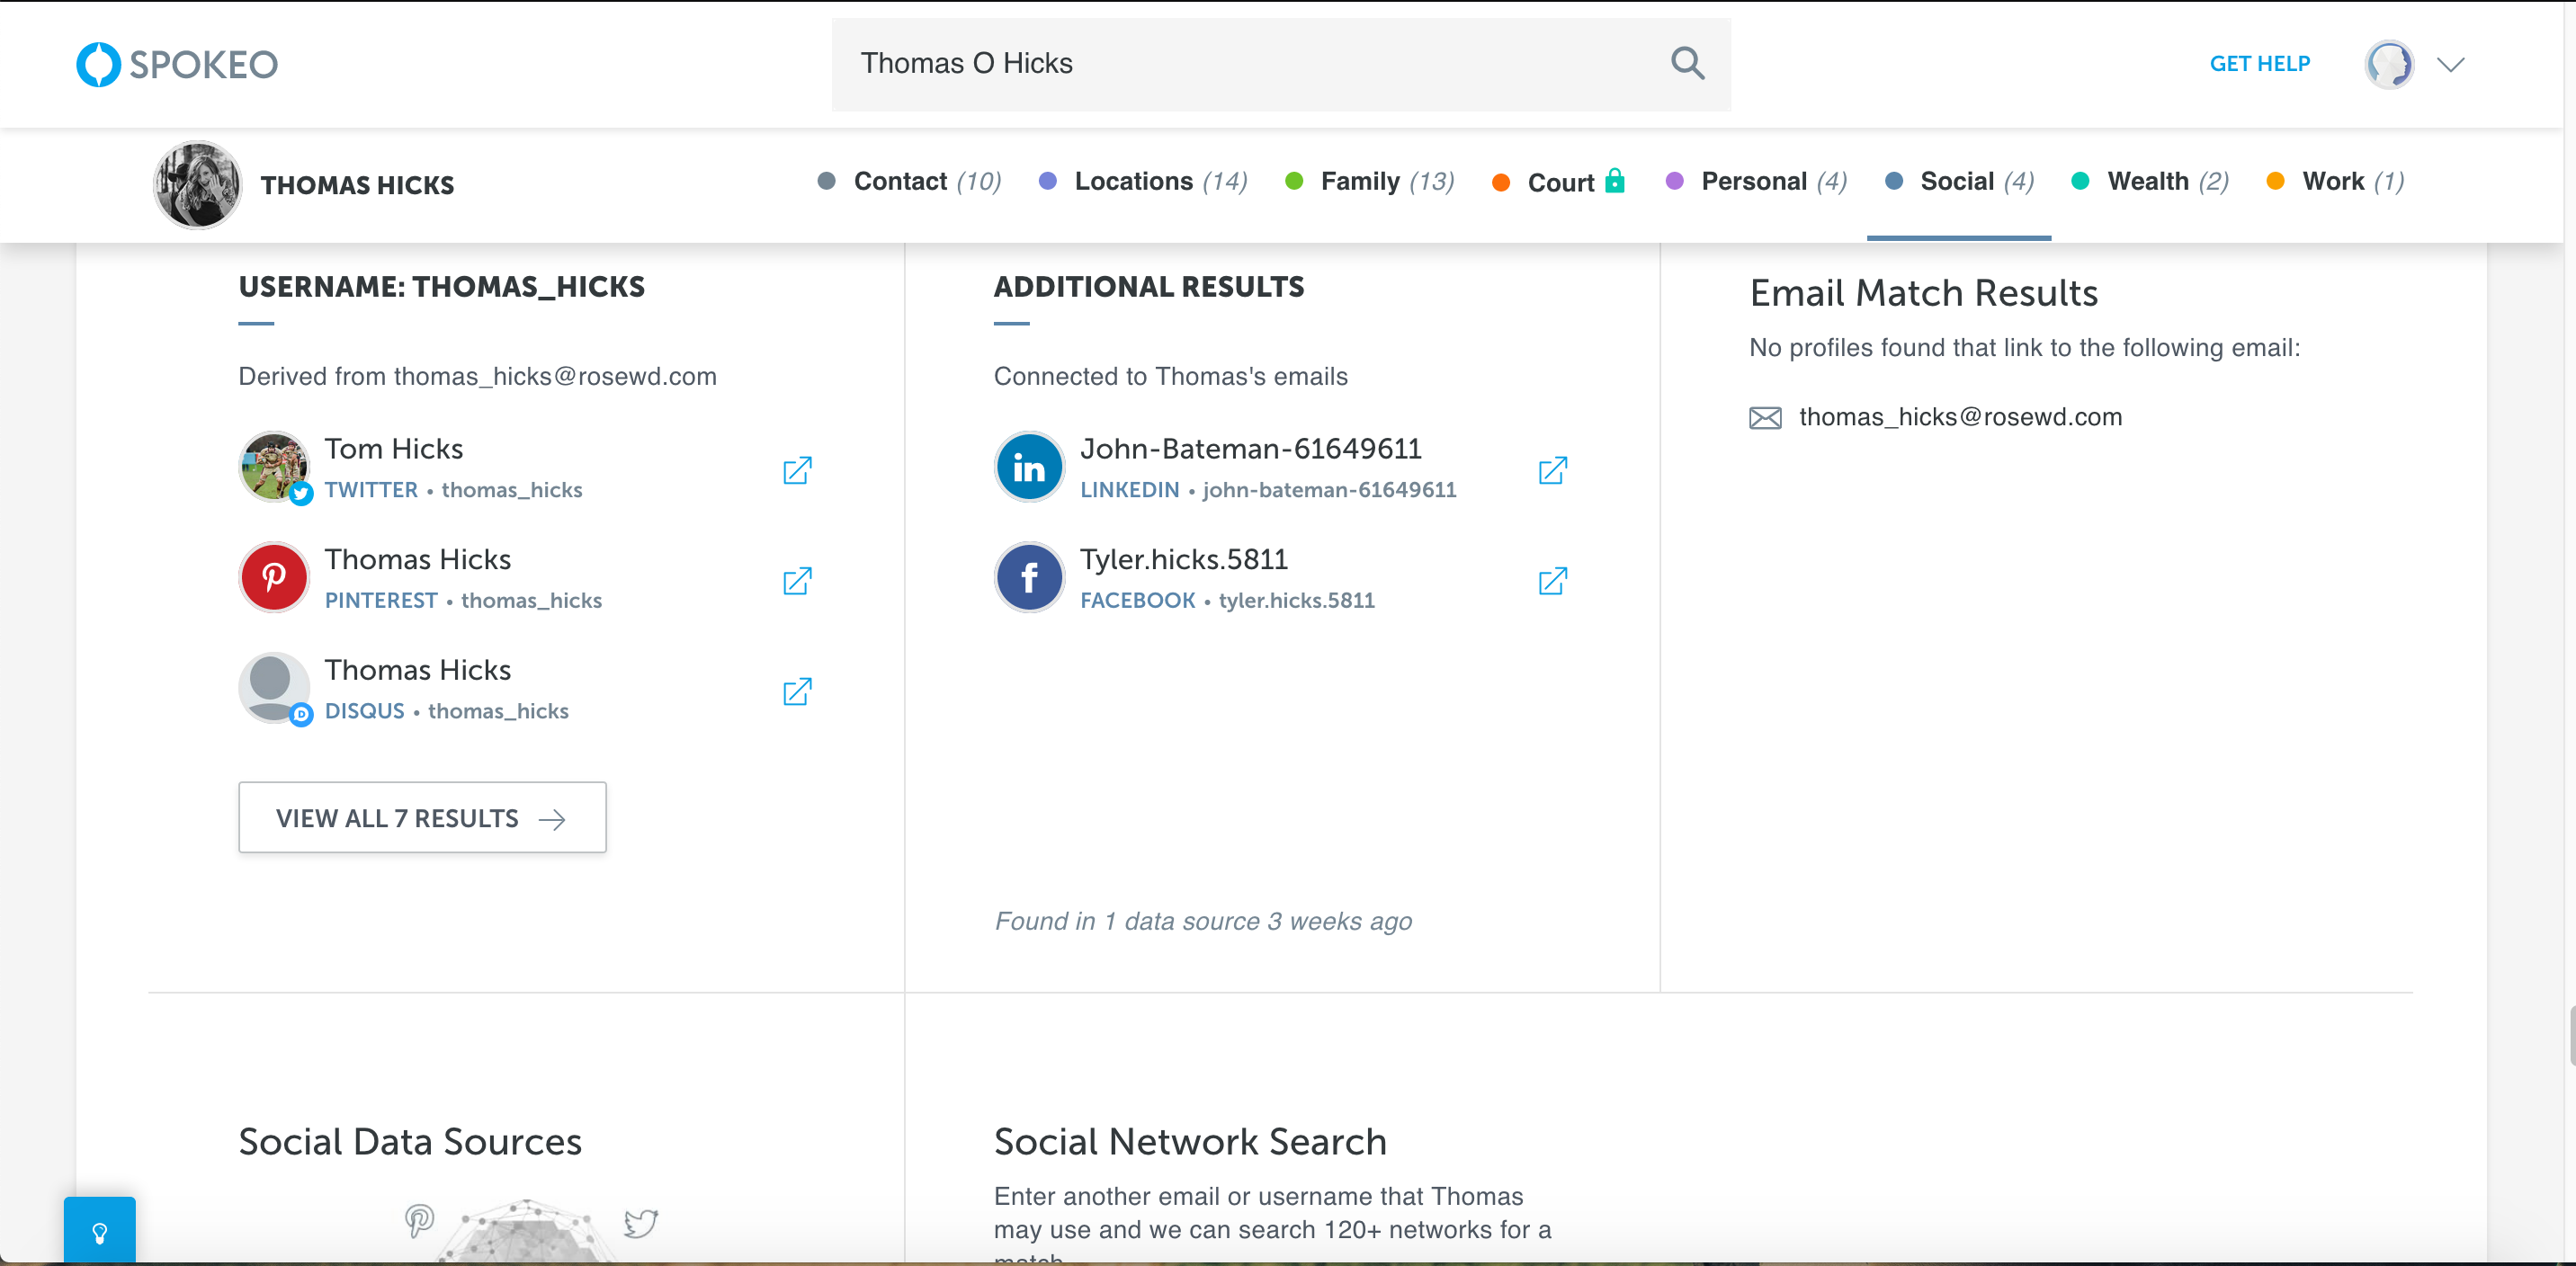 SPOKEO
Thomas O Hicks
GET HELP
THOMAS HICKS
Contact (10)
Locations (14)
Family (13)
Court
Personal (4)
Social (4)
Wealth (2)
Work (1)
USERNAME: THOMAS_HICKS
Derived from thomas_hicks@rosewd.com
Tom Hicks
TWITTER • thomas_hicks
Thomas Hicks
PINTEREST • thomas_hicks
Thomas Hicks
DISQUS • thomas_hicks
VIEW ALL 7 RESULTS
ADDITIONAL RESULTS
Connected to Thomas's emails
John-Bateman-61649611
LINKEDIN • john-bateman-61649611
Tyler.hicks.5811
FACEBOOK • tyler.hicks.5811
Found in 1 data source 3 weeks ago
Email Match Results
No profiles found that link to the following email:
thomas_hicks@rosewd.com
Social Data Sources
Social Network Search
Enter another email or username that Thomas
may use and we can search 120+ networks for a
match